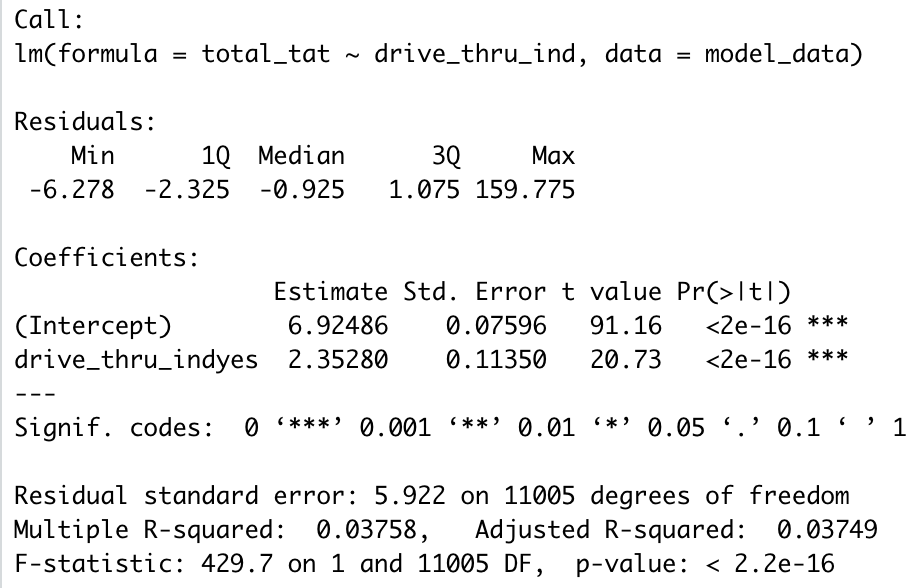 Call:
lm(formula = total_tat ~ drive_thru_ind, data = model_data)
Residuals:
Min 1Q Median 3Q Max
-6.278 -2.325 -0.925 1.075 159.775
Coefficients:
Estimate Std. Error t value Pr(>|t|)
(Intercept) 6.92486 0.07596 91.16 <2e-16 ***
drive_thru_indyes 2.35280 0.11350 20.73 <2e-16 ***
---
Signif. codes: 0 ‘***’ 0.001 ‘**’ 0.01 ‘*’ 0.05 ‘.’ 0.1 ‘ ’ 1
Residual standard error: 5.922 on 11005 degrees of freedom
Multiple R-squared: 0.03758, Adjusted R-squared: 0.03749
F-statistic: 429.7 on 1 and 11005 DF, p-value: < 2.2e-16